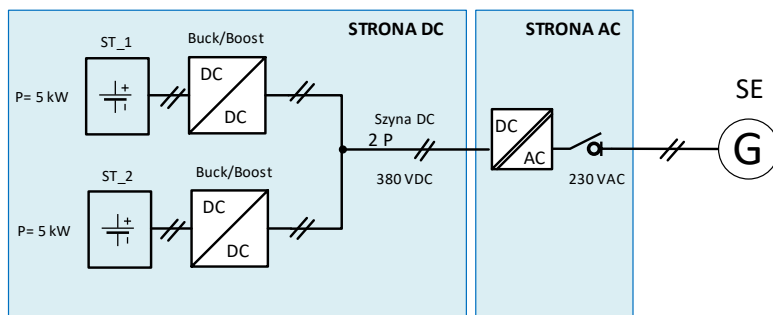 STRONA DC
STRONA AC
ST_1
Buck/Boost
DC
DC
P= 5 kW
+
Szyna DC
2 P
380 VDC
DC
AC
230 VAC
SE
G
ST_2
Buck/Boost
DC
DC
P= 5 kW
+